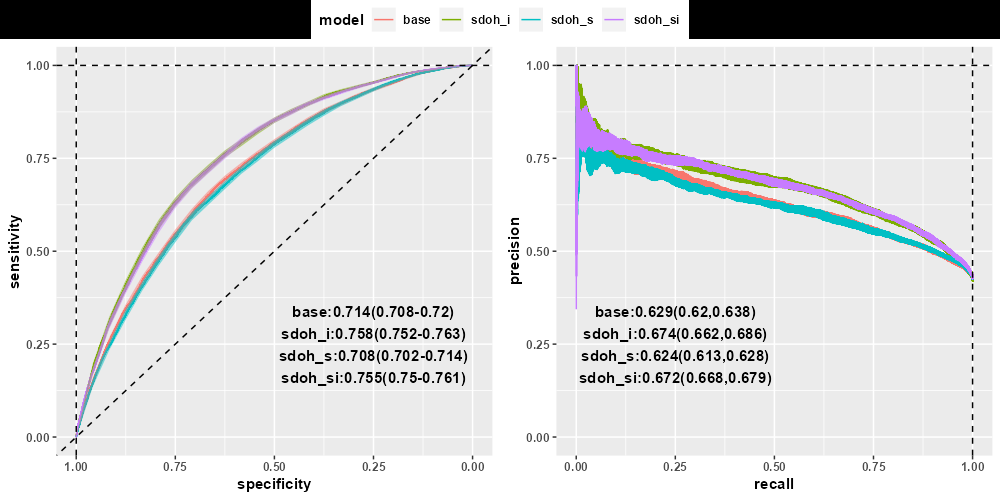 model base sdoh_i sdoh_s sdoh_si
sensitivity
1.00
0.75
0.50
0.25
0.00
base:0.714(0.708-0.72)
sdoh_i:0.758(0.752-0.763)
sdoh_s:0.708(0.702-0.714)
sdoh_si:0.755(0.75-0.761)
1.00 0.75 0.50 0.25 0.00
specificity
precision
1.00
0.75
0.50
0.25
0.00
base:0.629(0.62,0.638)
sdoh_i:0.674(0.662,0.686)
sdoh_s:0.624(0.613,0.628)
sdoh_si:0.672(0.668,0.679)
0.00 0.25 0.50 0.75 1.00
recall